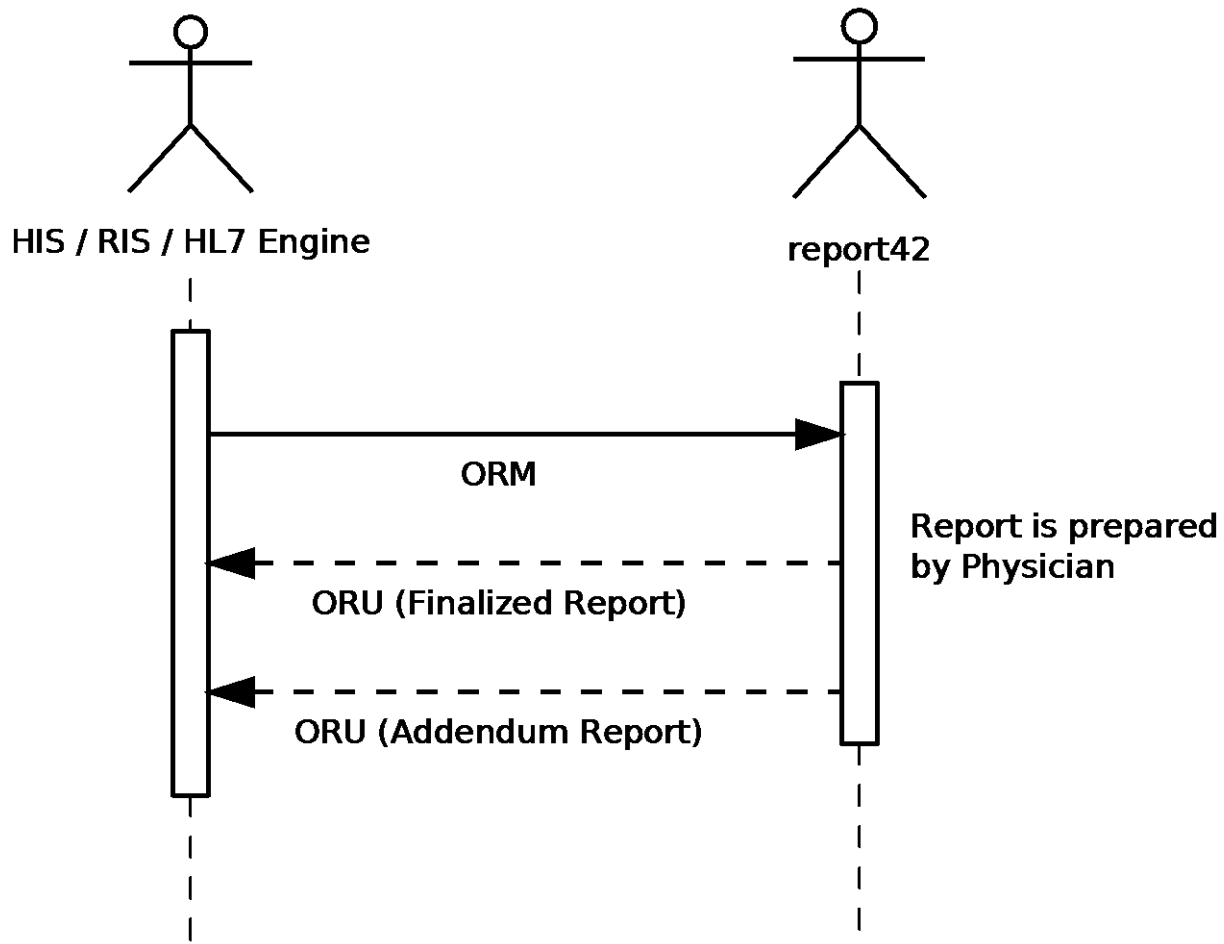 HIS / RIS / HL7 Engine
report42
ORM
Report is prepared
by Physician
ORU (Finalized Report)
ORU (Addendum Report)